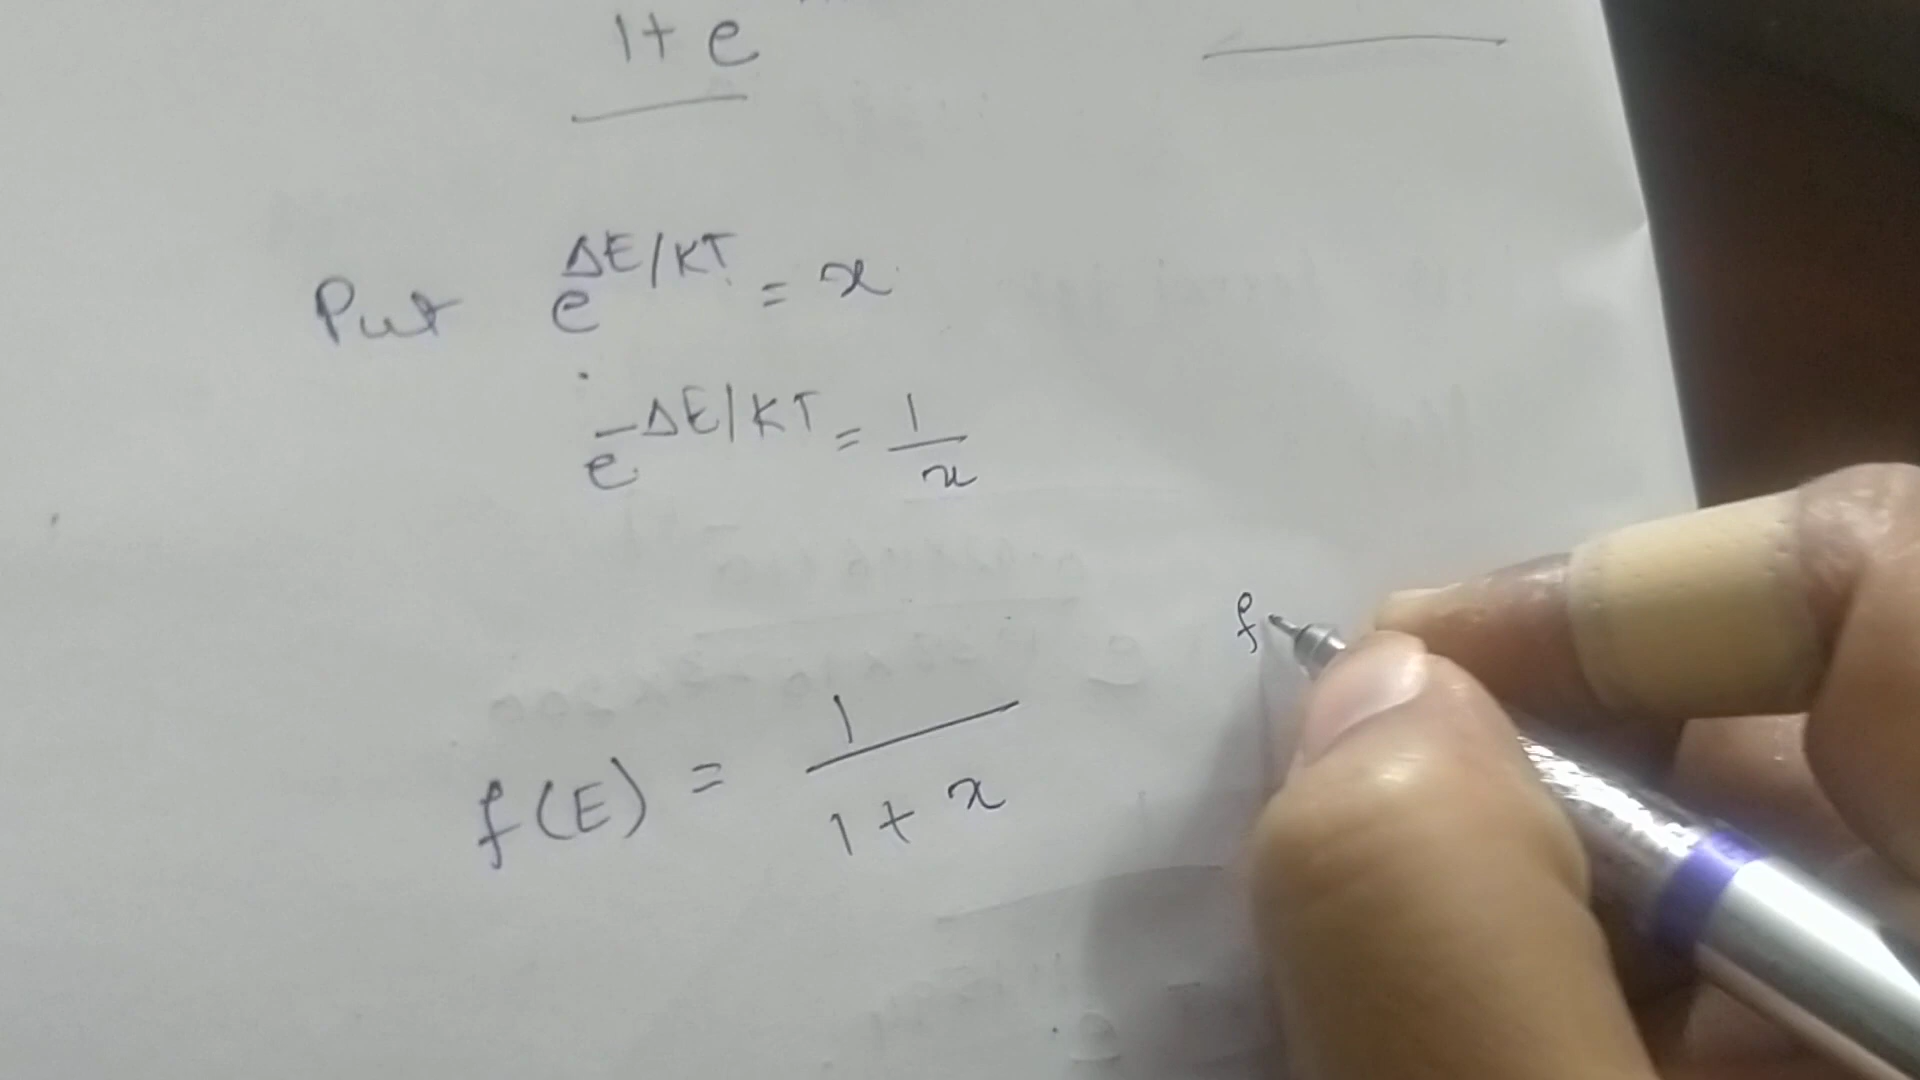 1+ e
Put e^ΔE/KT = x
e^-ΔE/KT = 1/x
f
f(E) = 1/1+x